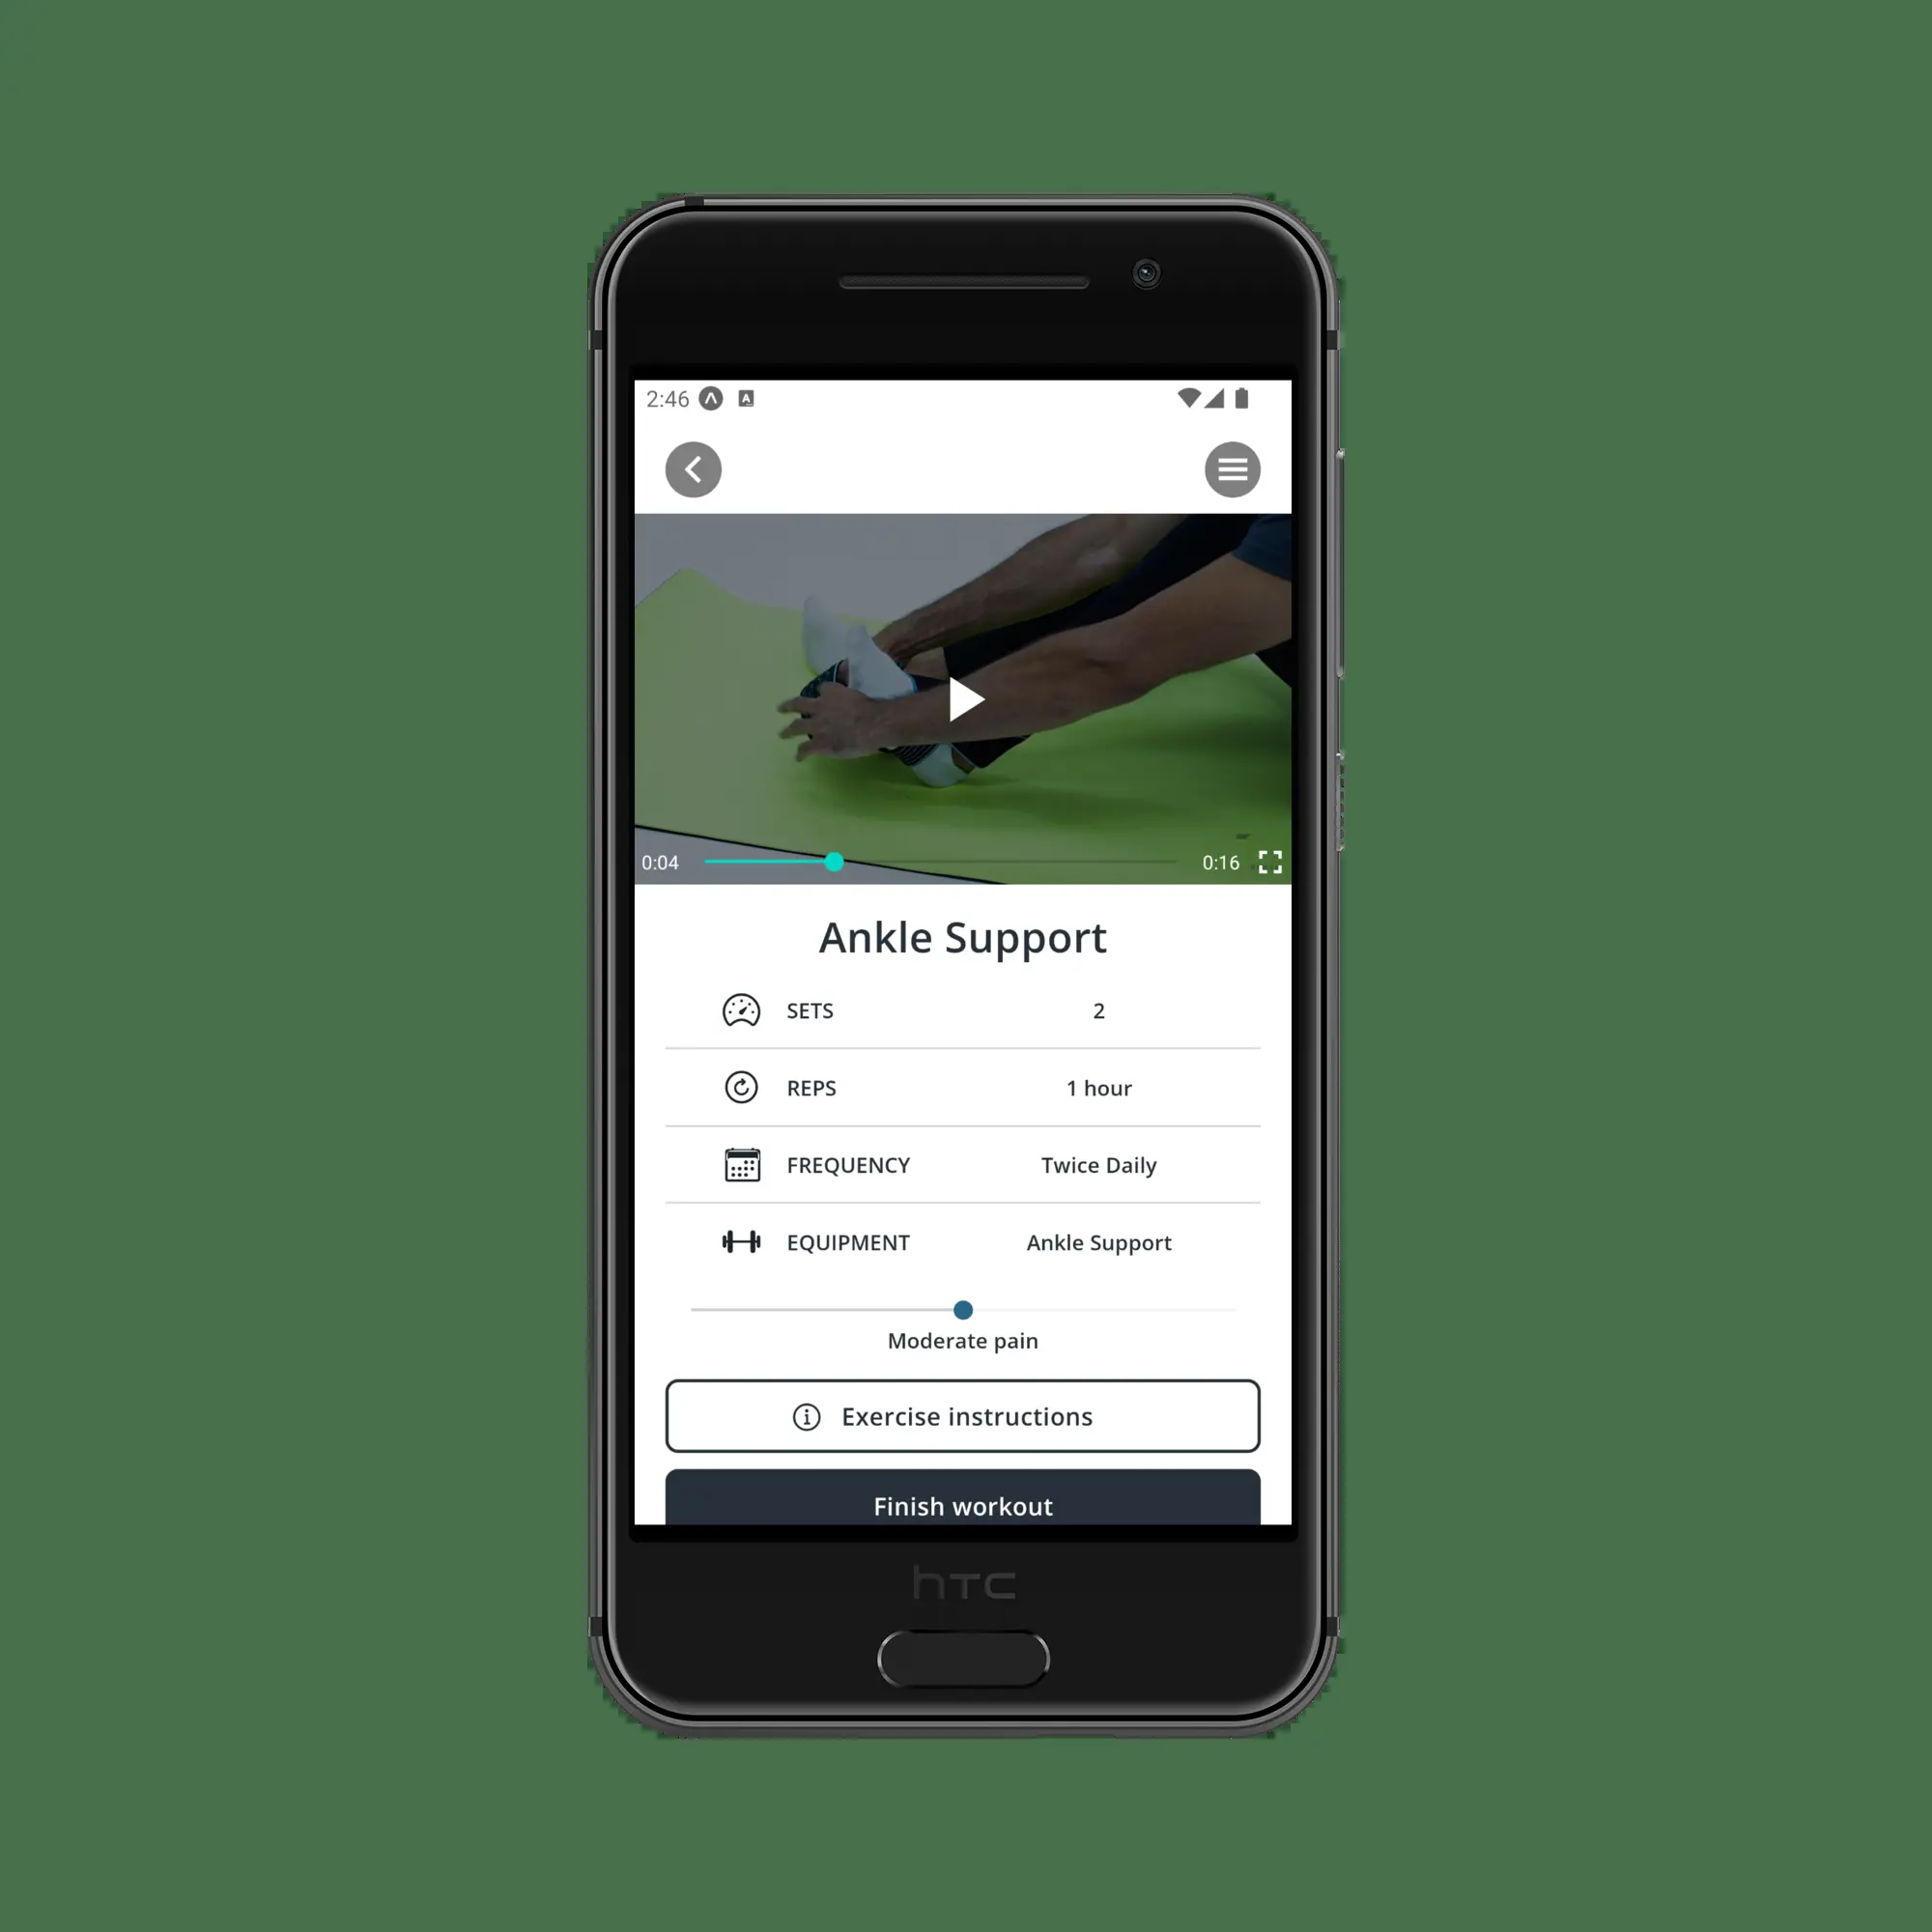 2:46 A
0:04 0:16
Ankle Support
SETS 2
REPS 1 hour
FREQUENCY Twice Daily
EQUIPMENT Ankle Support
Moderate pain
Exercise instructions
Finish workout
hTC